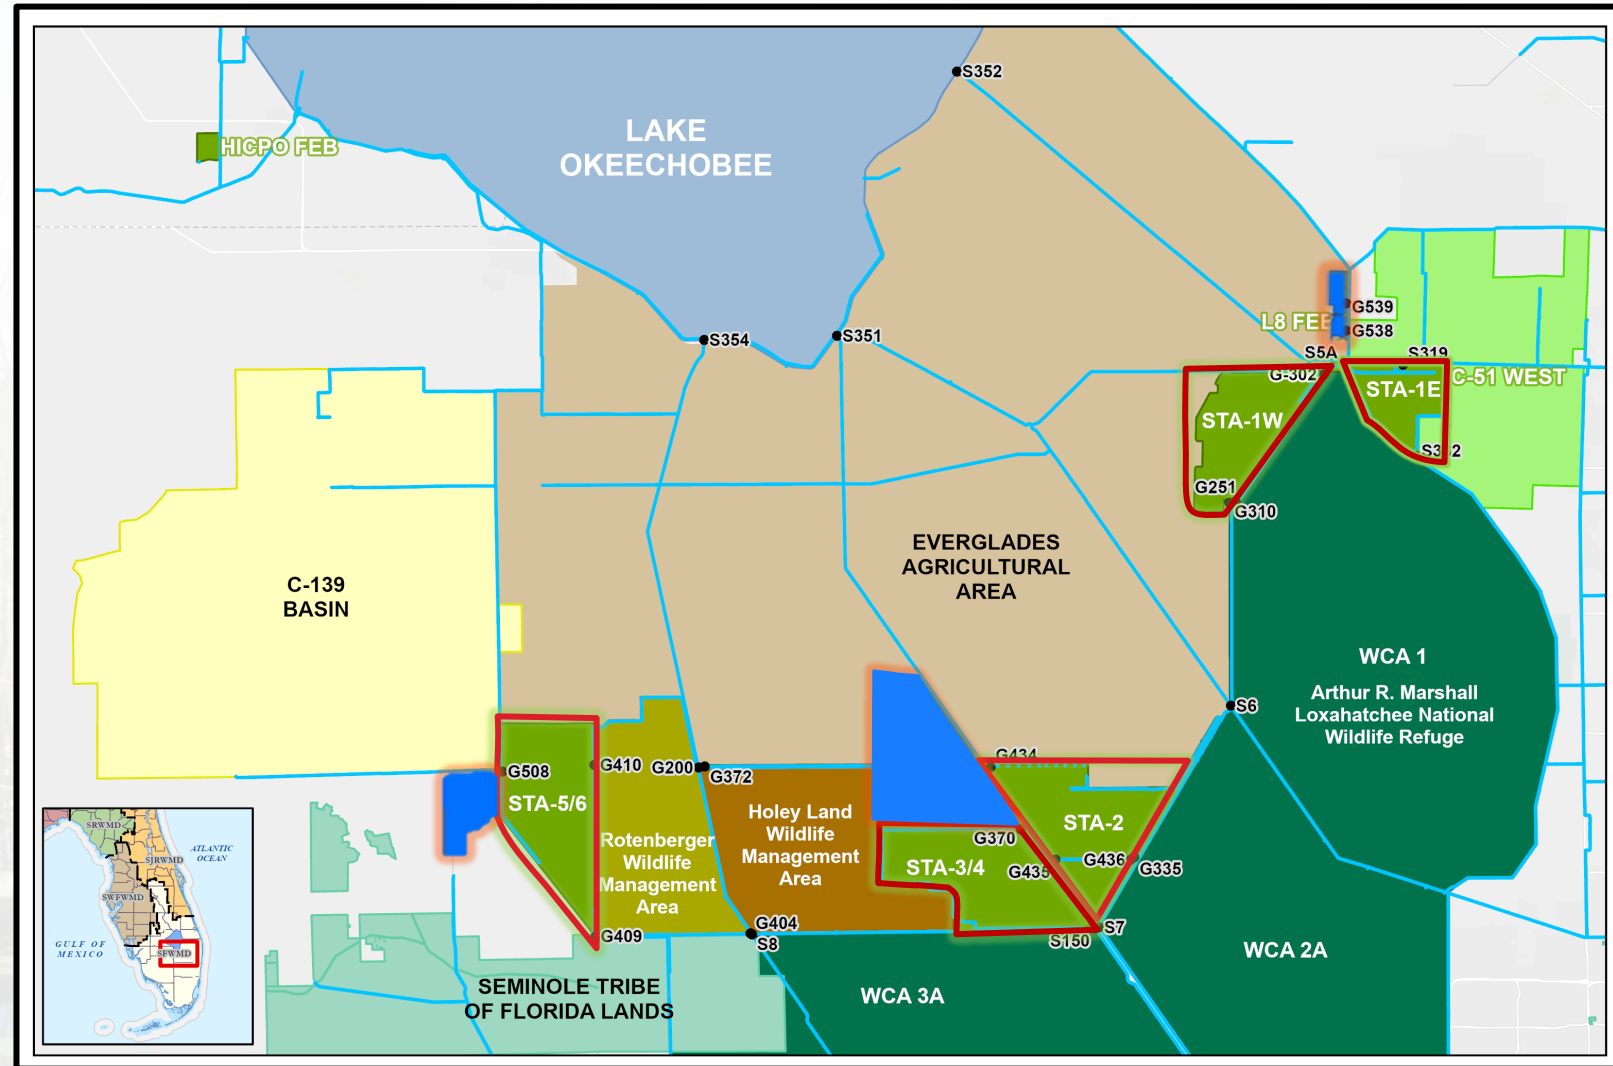 S352
LAKE
OKEECHOBEE
HICPO FEB
G539
L8 FEB
G538
S354
S351
S5A
S319
G-302
C-51 WEST
STA-1E
STA-1W
S362
G251
G310
EVERGLADES
AGRICULTURAL
AREA
C-139
BASIN
WCA 1
Arthur R. Marshall
Loxahatchee National
Wildlife Refuge
S6
G434
G508
G410
G200
G372
STA-5/6
Holey Land
Wildlife
Management
Area
STA-2
G370
Rotenberger
Wildlife
Management
Area
STA-3/4
G435
G436
G335
G404
S8
S7
S150
G409
WCA 2A
SEMINOLE TRIBE
OF FLORIDA LANDS
WCA 3A
SRWMD
SJRWMD
ATLANTIC
OCEAN
SWFWMD
GULF OF
MEXICO
SFWMD